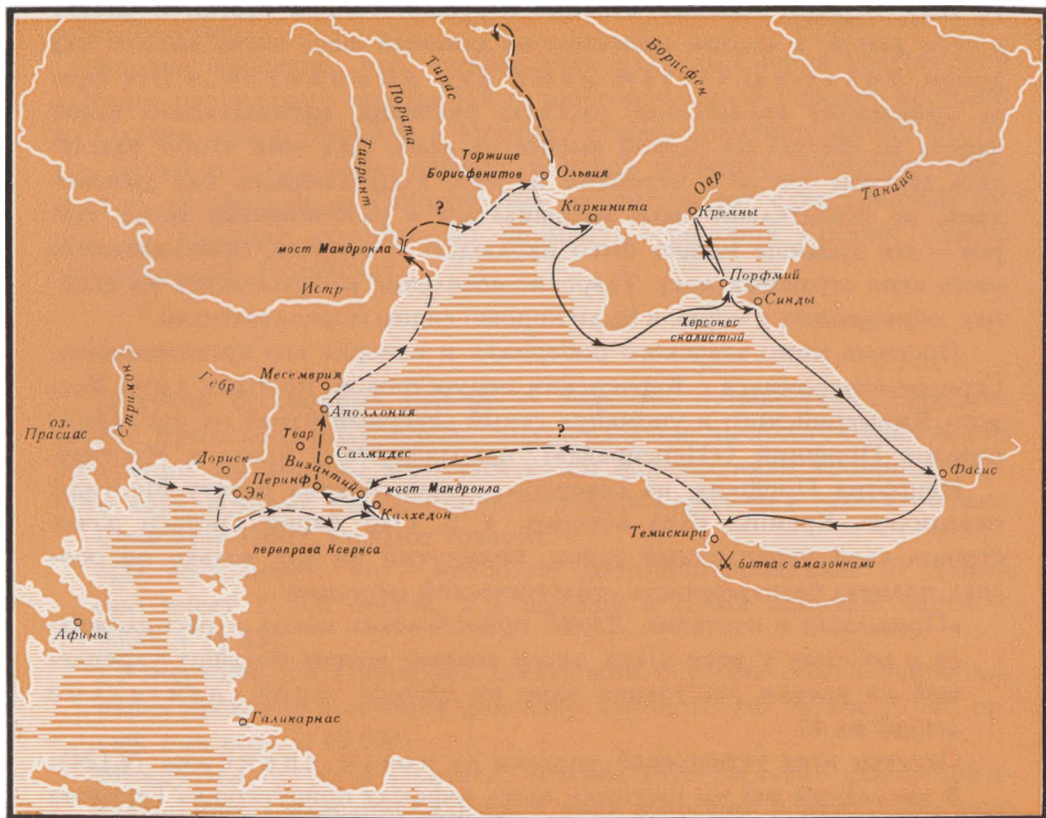 Борисфен
Тирас
Пората
Тиарант
Торжище
Борисфенитов
Ольвия
Каркинита
Оар
Кремны
Танаис
?
мост Мандрокла
Истр
Порфмий
Синды
Херсонес
скалистый
Стримон
Гебр
Месемврия
Аполлония
оз.
Прасиас
Твар
Салмидес
Дориск
Византий
Перинф
Эн
мост Мандрокла
Калхедон
?
Фасис
переправа Ксеркса
Темискира
битва с амазонками
Афины
Галикарнас